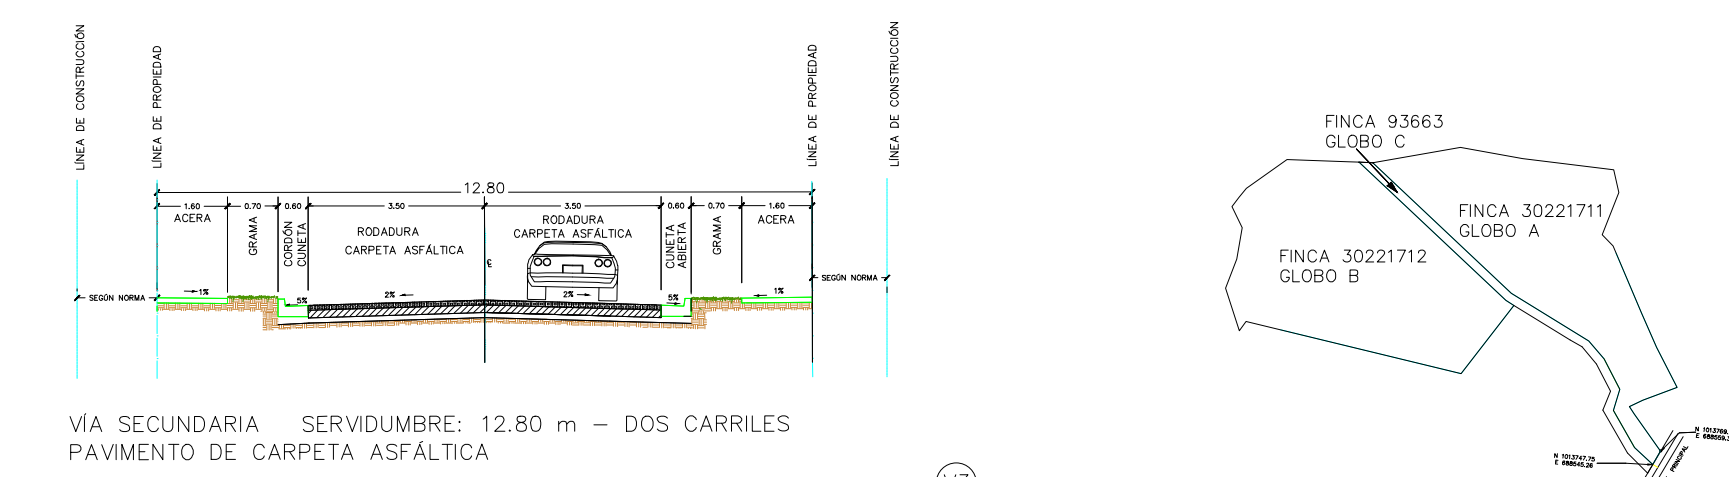 LÍNEA DE CONSTRUCCIÓN
LÍNEA DE PROPIEDAD
LÍNEA DE PROPIEDAD
LÍNEA DE CONSTRUCCIÓN
12.80
1.60
0.70
0.60
3.50
3.50
0.60
0.70
1.60
ACERA
GRAMA
CORDÓN
CUNETA
RODADURA
CARPETA ASFÁLTICA
RODADURA
CARPETA ASFÁLTICA
CUNETA
ABIERTA
GRAMA
ACERA
SEGÚN NORMA
1%
5%
2%
2%
5%
1%
SEGÚN NORMA
VÍA SECUNDARIA SERVIDUMBRE: 12.80 m – DOS CARRILES
PAVIMENTO DE CARPETA ASFÁLTICA
FINCA 93663
GLOBO C
FINCA 30221711
GLOBO A
FINCA 30221712
GLOBO B
N 1013769.
E 688559.3
N 1013747.75
E 688545.26
PRINCIPAL